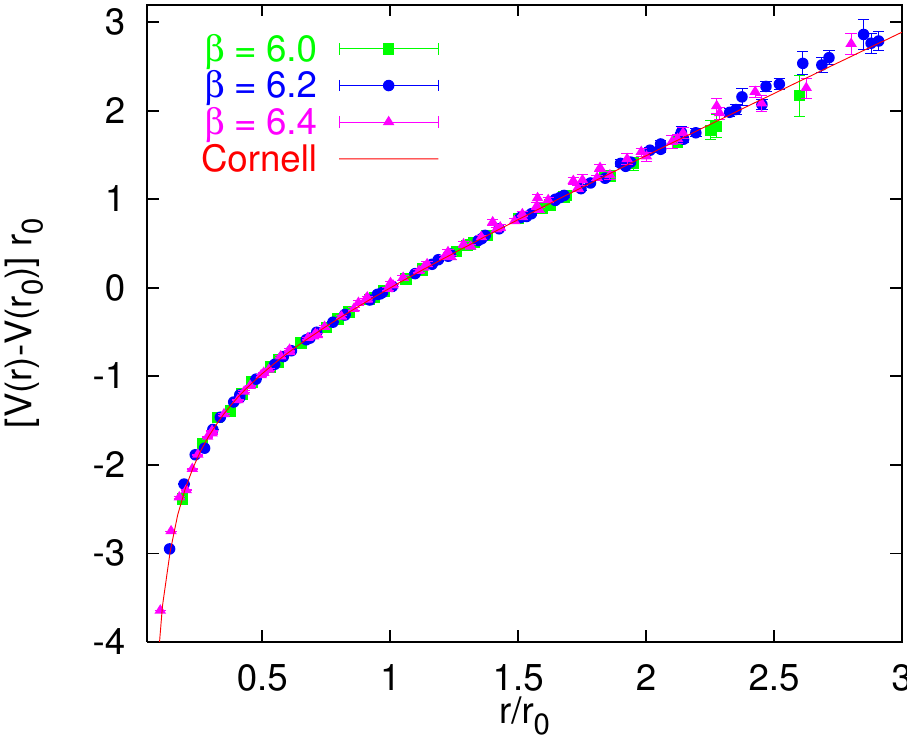 β = 6.0
β = 6.2
β = 6.4
Cornell
3
2
1
0
-1
-2
-3
-4
[V(r)-V(r₀)] r₀
0.5 1 1.5 2 2.5 3
r/r₀